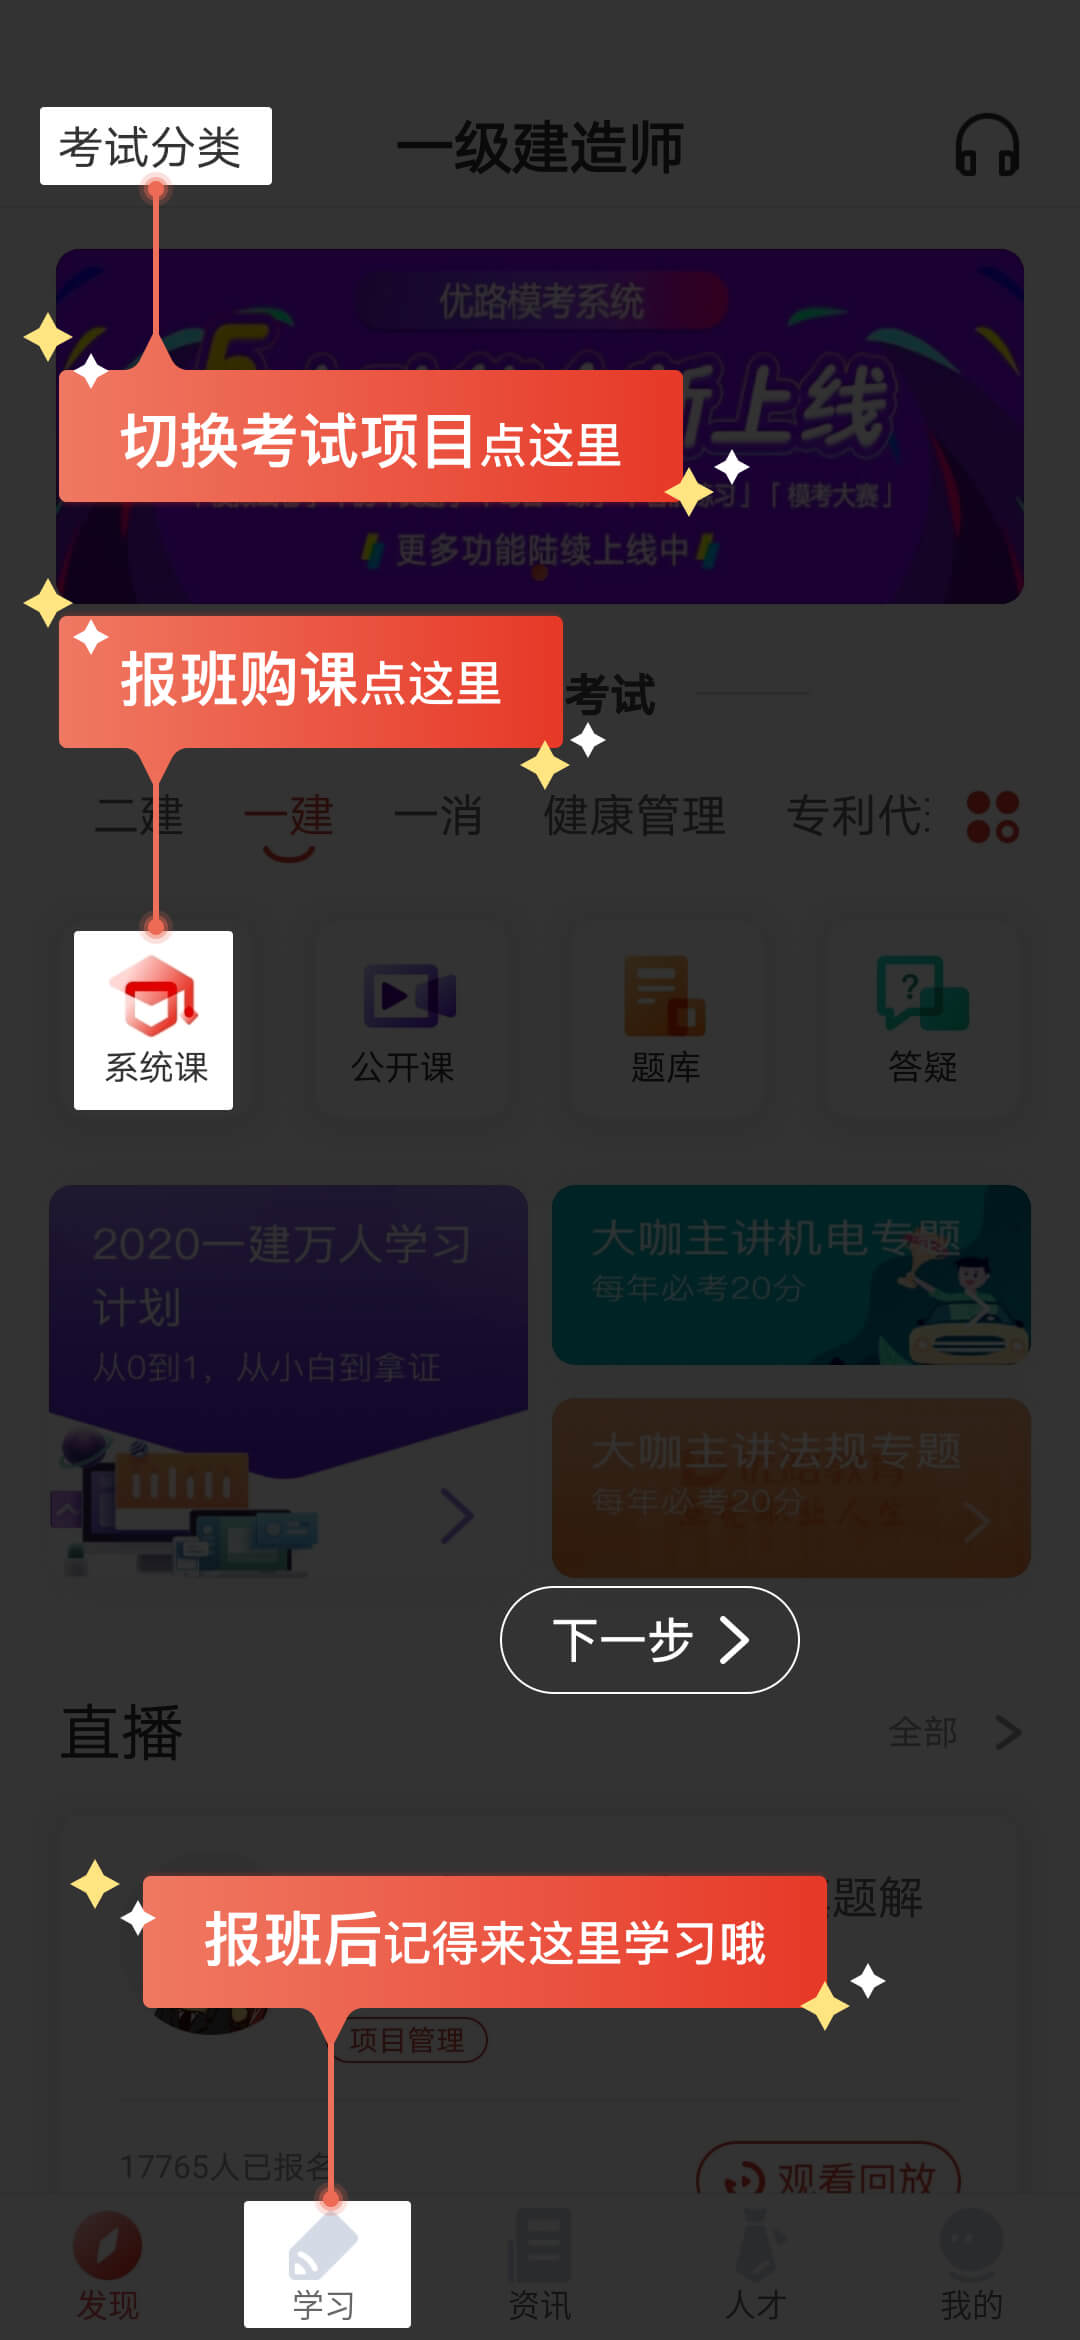 考试分类
一级建造师
优路模考系统
新上线
切换考试项目点这里
练习」「模考大赛」
更多功能陆续上线中
报班购课点这里
考试
二建
一建
一消
健康管理
专利代
系统课
公开课
题库
答疑
2020一建万人学习
计划
从0到1，从小白到拿证
大咖主讲机电专题
每年必考20分
大咖主讲法规专题
每年必考20分
下一步
直播
全部
题解
报班后记得来这里学习哦
项目管理
17765人已报名
观看回放
发现
学习
资讯
人才
我的